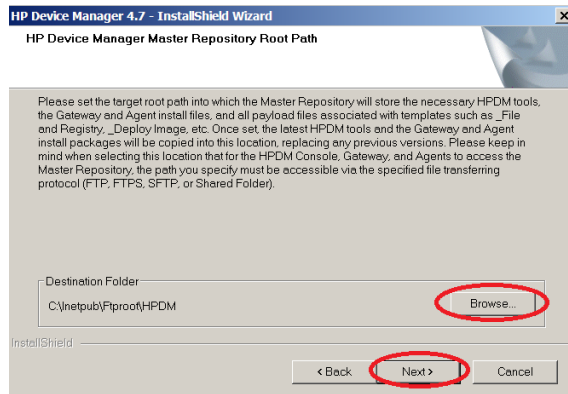 HP Device Manager 4.7 - InstallShield Wizard
HP Device Manager Master Repository Root Path
Please set the target root path into which the Master Repository will store the necessary HPDM tools,
the Gateway and Agent install files, and all payload files associated with templates such as _File
and Registry, _Deploy Image, etc. Once set, the latest HPDM tools and the Gateway and Agent
install packages will be copied into this location, replacing any previous versions. Please keep in
mind when selecting this location that for the HPDM Console, Gateway, and Agents to access the
Master Repository, the path you specify must be accessible via the specified file transferring
protocol (FTP, FTPS, SFTP, or Shared Folder).
Destination Folder
C:\Inetpub\Ftproot\HPDM
Browse...
InstallShield
< Back
Next >
Cancel